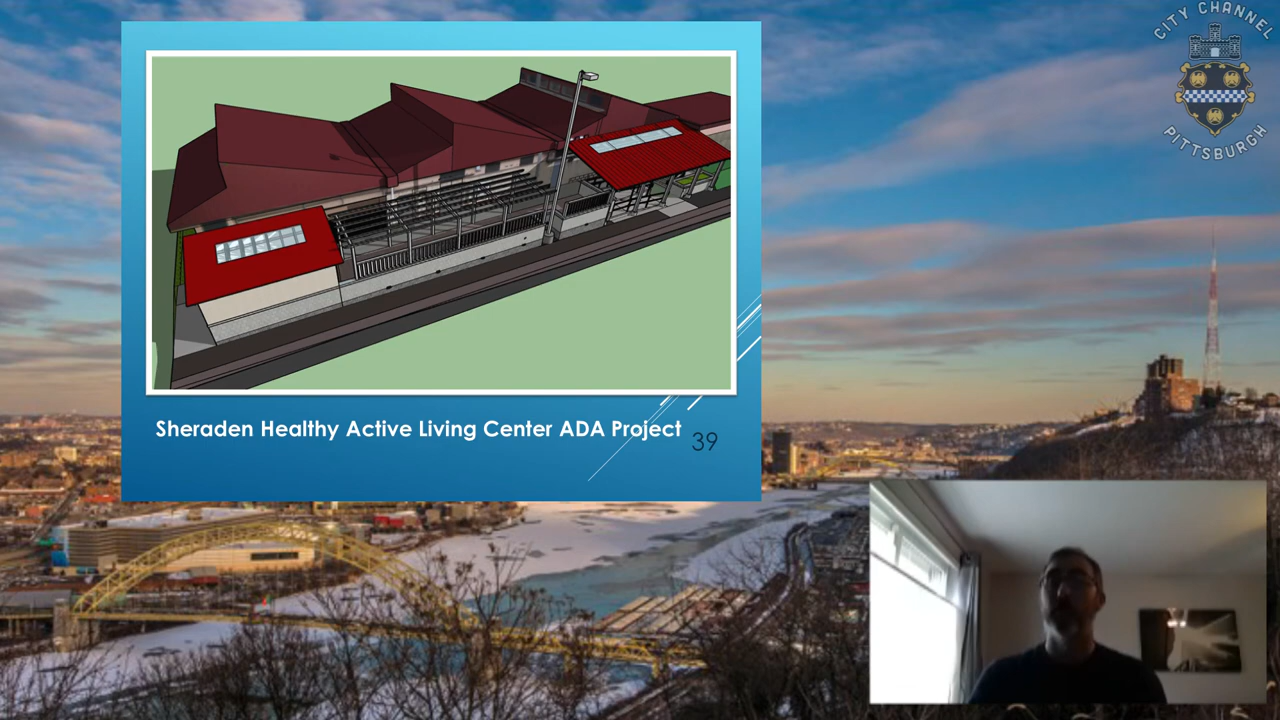 CITY CHANNEL
PITTSBURGH
Sheraden Healthy Active Living Center ADA Project
39